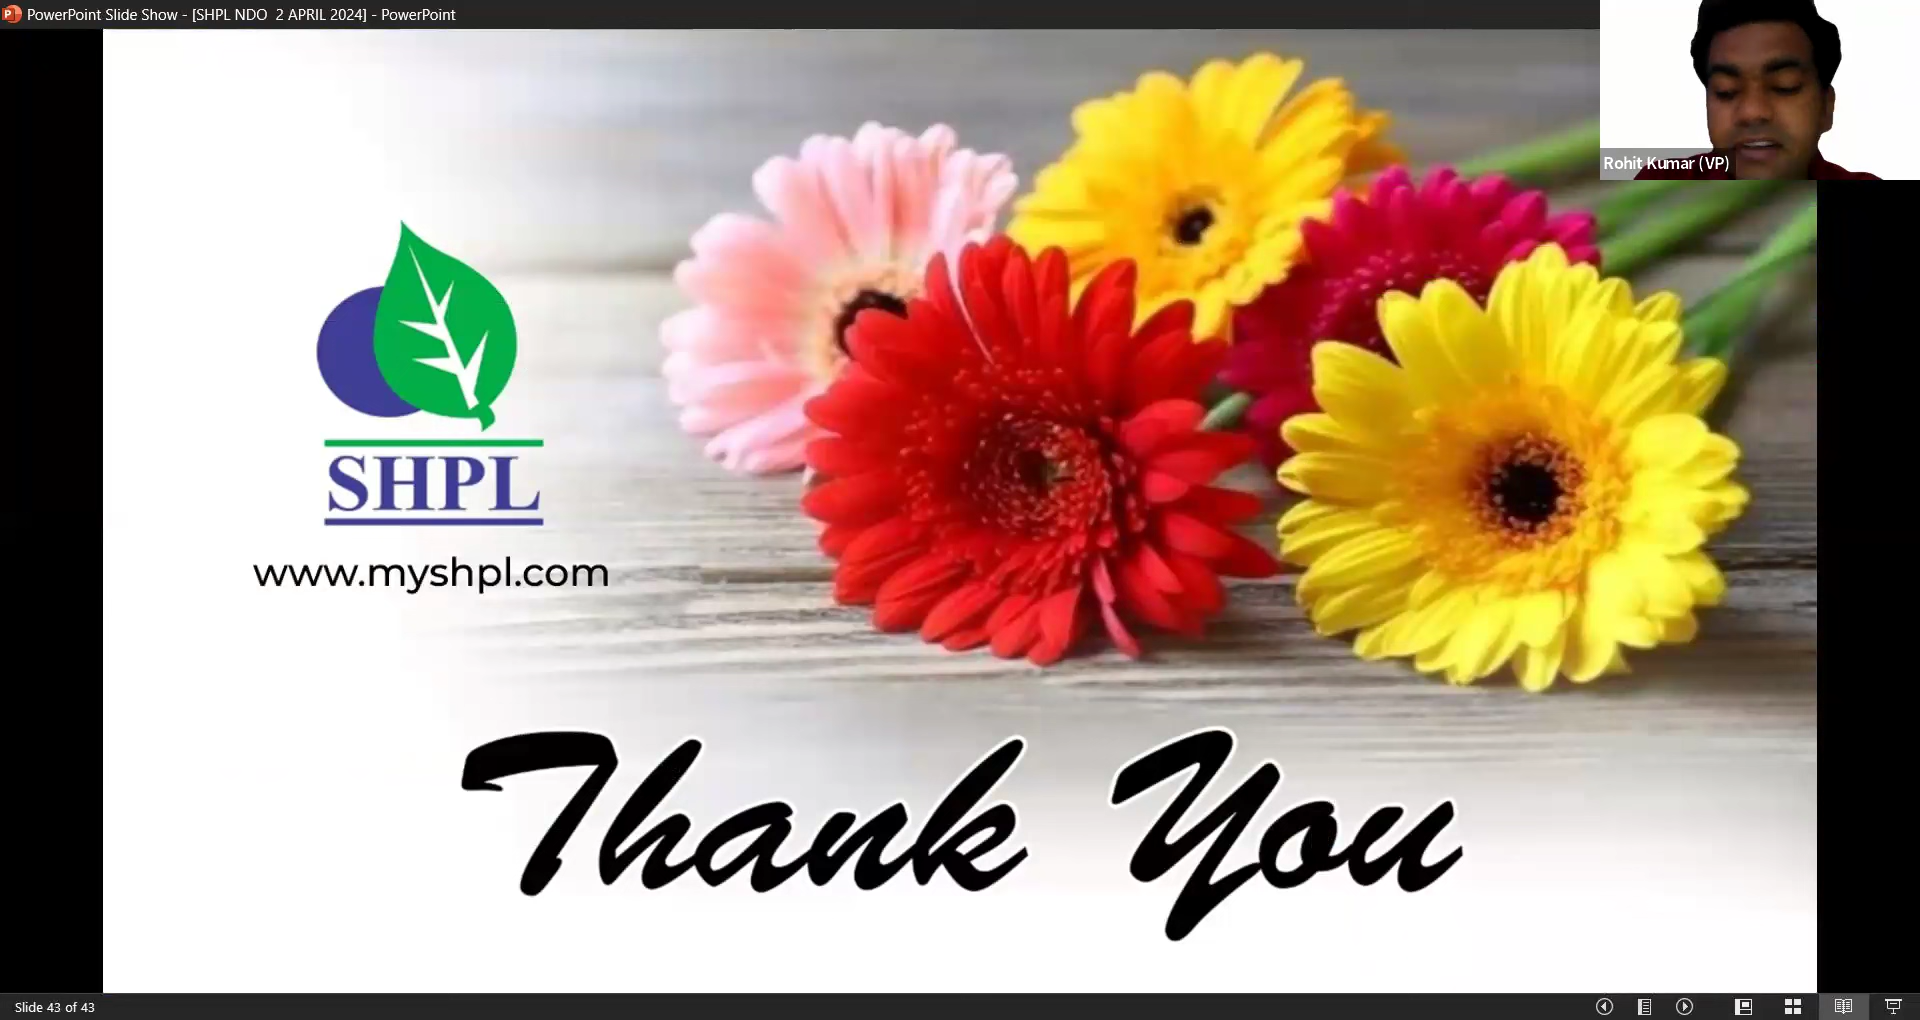 PowerPoint Slide Show - [SHPL NDO  2 APRIL 2024] - PowerPoint
Rohit Kumar (VP)
SHPL
www.myshpl.com
Thank You
Slide 43 of 43